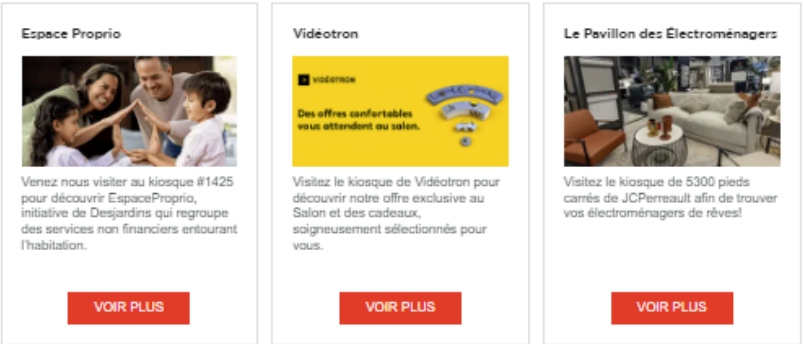 Espace Proprio
Venez nous visiter au kiosque #1425
pour découvrir EspaceProprio,
initiative de Desjardins qui regroupe
des services non financiers entourant
l'habitation.
VOIR PLUS
Vidéotron
VIDÉOTRON
Des offres confortables
vous attendent au salon.
Visitez le kiosque de Vidéotron pour
découvrir notre offre exclusive au
Salon et des cadeaux,
soigneusement sélectionnés pour
vous.
VOIR PLUS
Le Pavillon des Électroménagers
Visitez le kiosque de 5300 pieds
carrés de JCPerreault afin de trouver
vos électroménagers de rêves!
VOIR PLUS